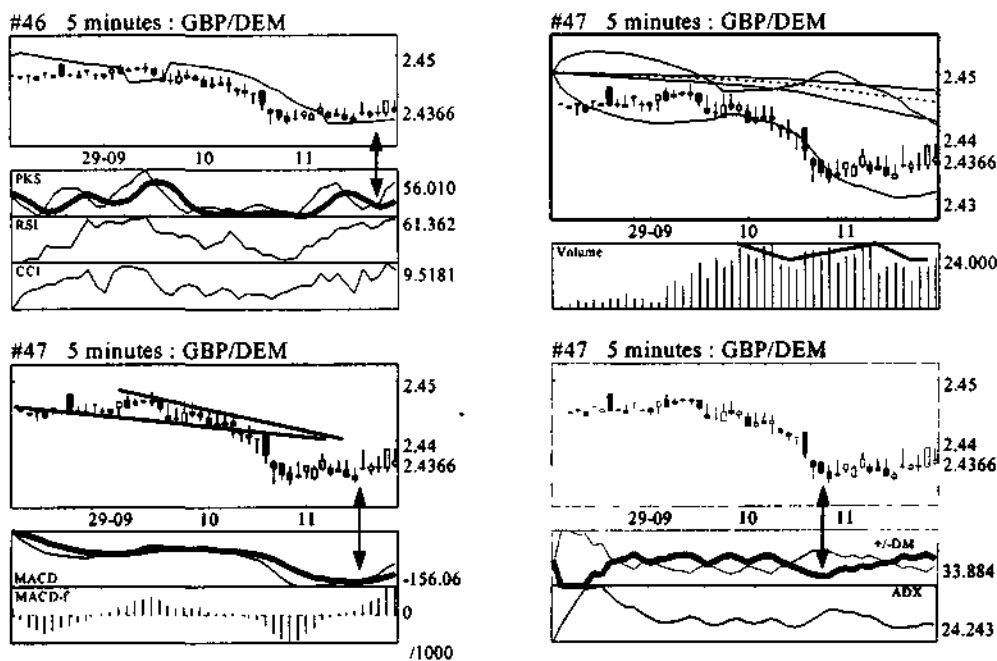 #46 5 minutes : GBP/DEM
2.45
2.4366
29-09 10 11
PKS
56.010
RSI
61.362
CCI
9.5181
#47 5 minutes : GBP/DEM
2.45
2.44
2.4366
2.43
29-09 10 11
Volume
24.000
#47 5 minutes : GBP/DEM
2.45
2.44
2.4366
29-09 10 11
MACD
-156.06
MACD-f
0
/1000
#47 5 minutes : GBP/DEM
2.45
2.44
2.4366
29-09 10 11
+/-DM
33.884
ADX
24.243